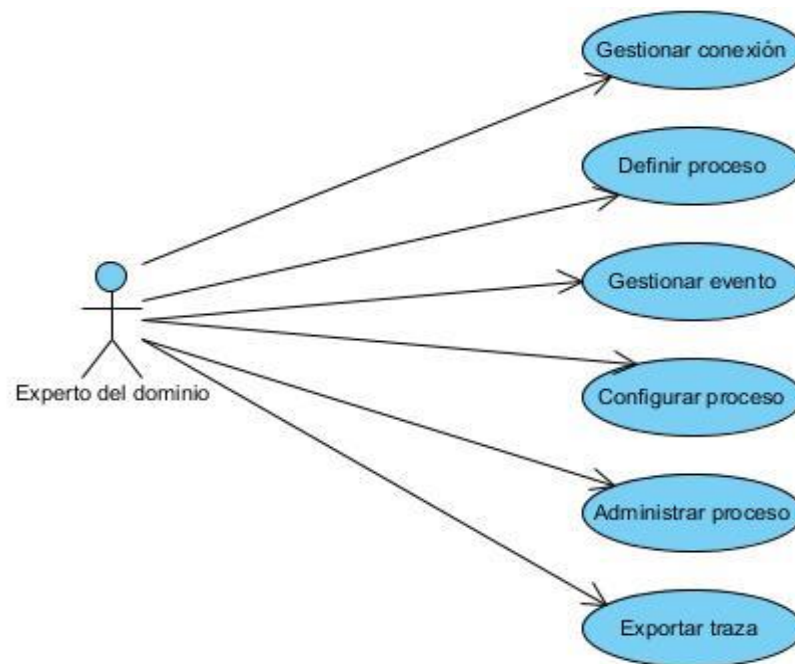 Gestionar conexión
Definir proceso
Gestionar evento
Experto del dominio
Configurar proceso
Administrar proceso
Exportar traza